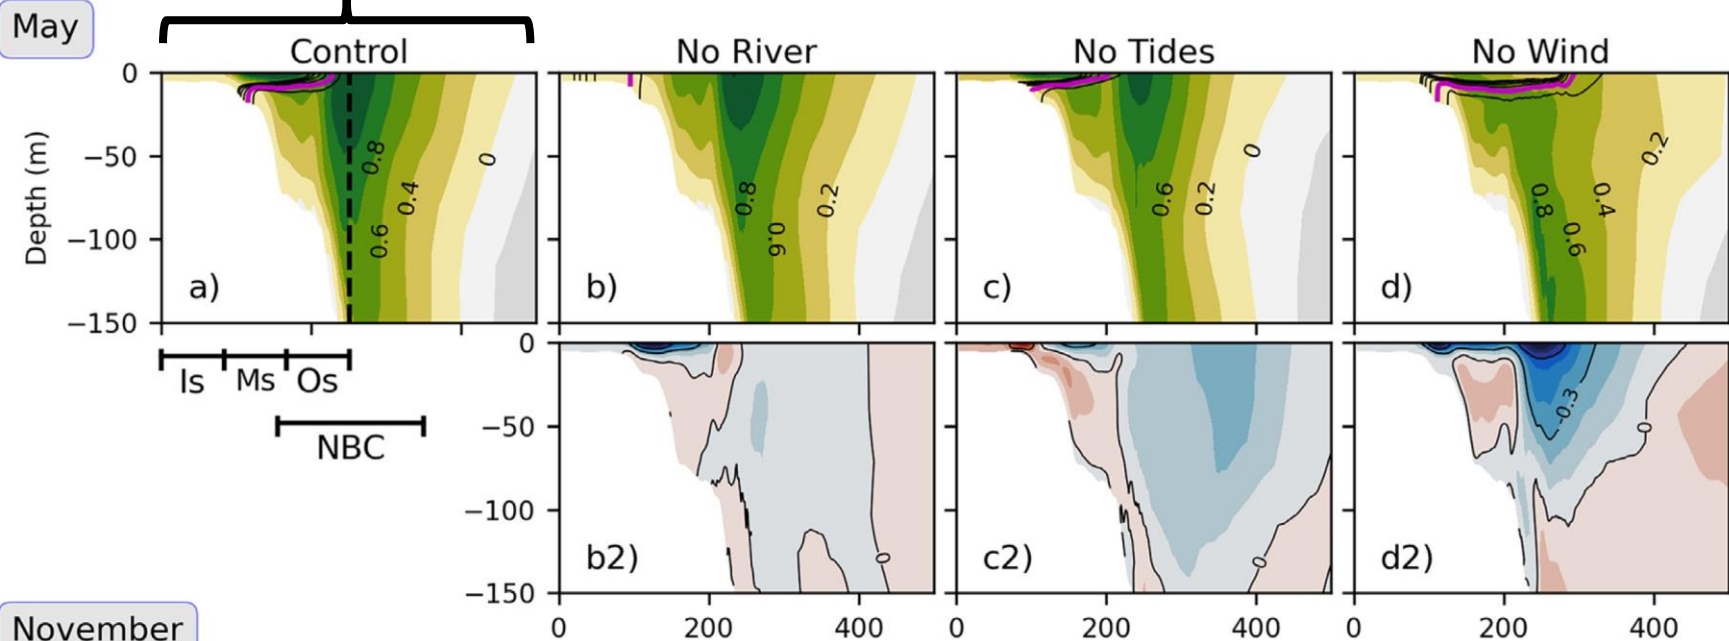 May
Control No River No Tides No Wind
0
−50
−100
−150
Depth (m)
0.8 0.4 0.6 0
a)
0.8 0.6 0.2
b)
0.6 0.2 0
c)
0.8 0.6 0.4 0.2
d)
Is Ms Os
NBC
0
−50
−100
−150
0
b2)
0
c2)
-0.3 0
d2)
0 200 400 0 200 400 0 200 400
November